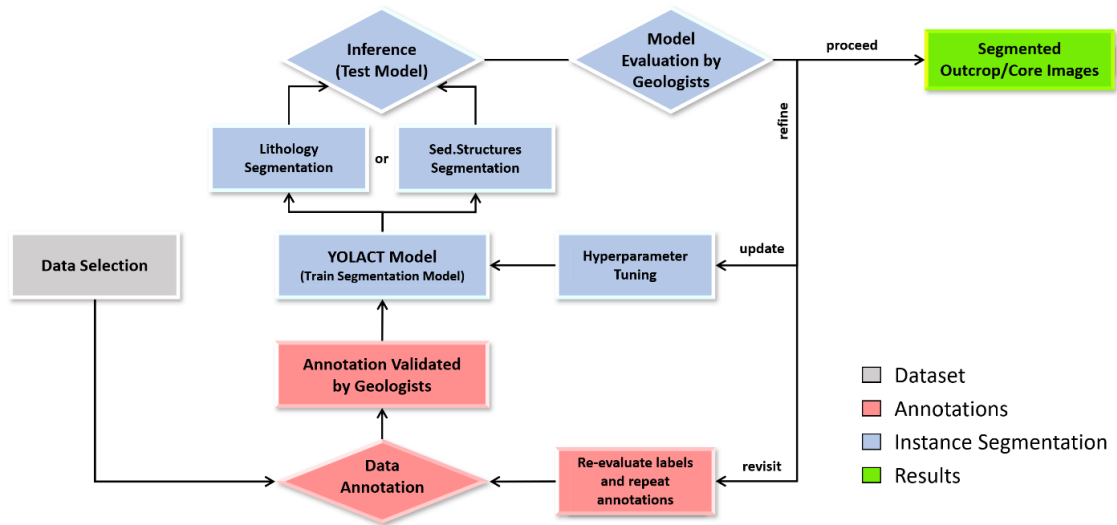 Inference
(Test Model)
Model
Evaluation by
Geologists
proceed
Segmented
Outcrop/Core Images
refine
Lithology
Segmentation
or
Sed.Structures
Segmentation
Data Selection
YOLACT Model
(Train Segmentation Model)
Hyperparameter
Tuning
update
Annotation Validated
by Geologists
Data
Annotation
Re-evaluate labels
and repeat
annotations
revisit
Dataset
Annotations
Instance Segmentation
Results